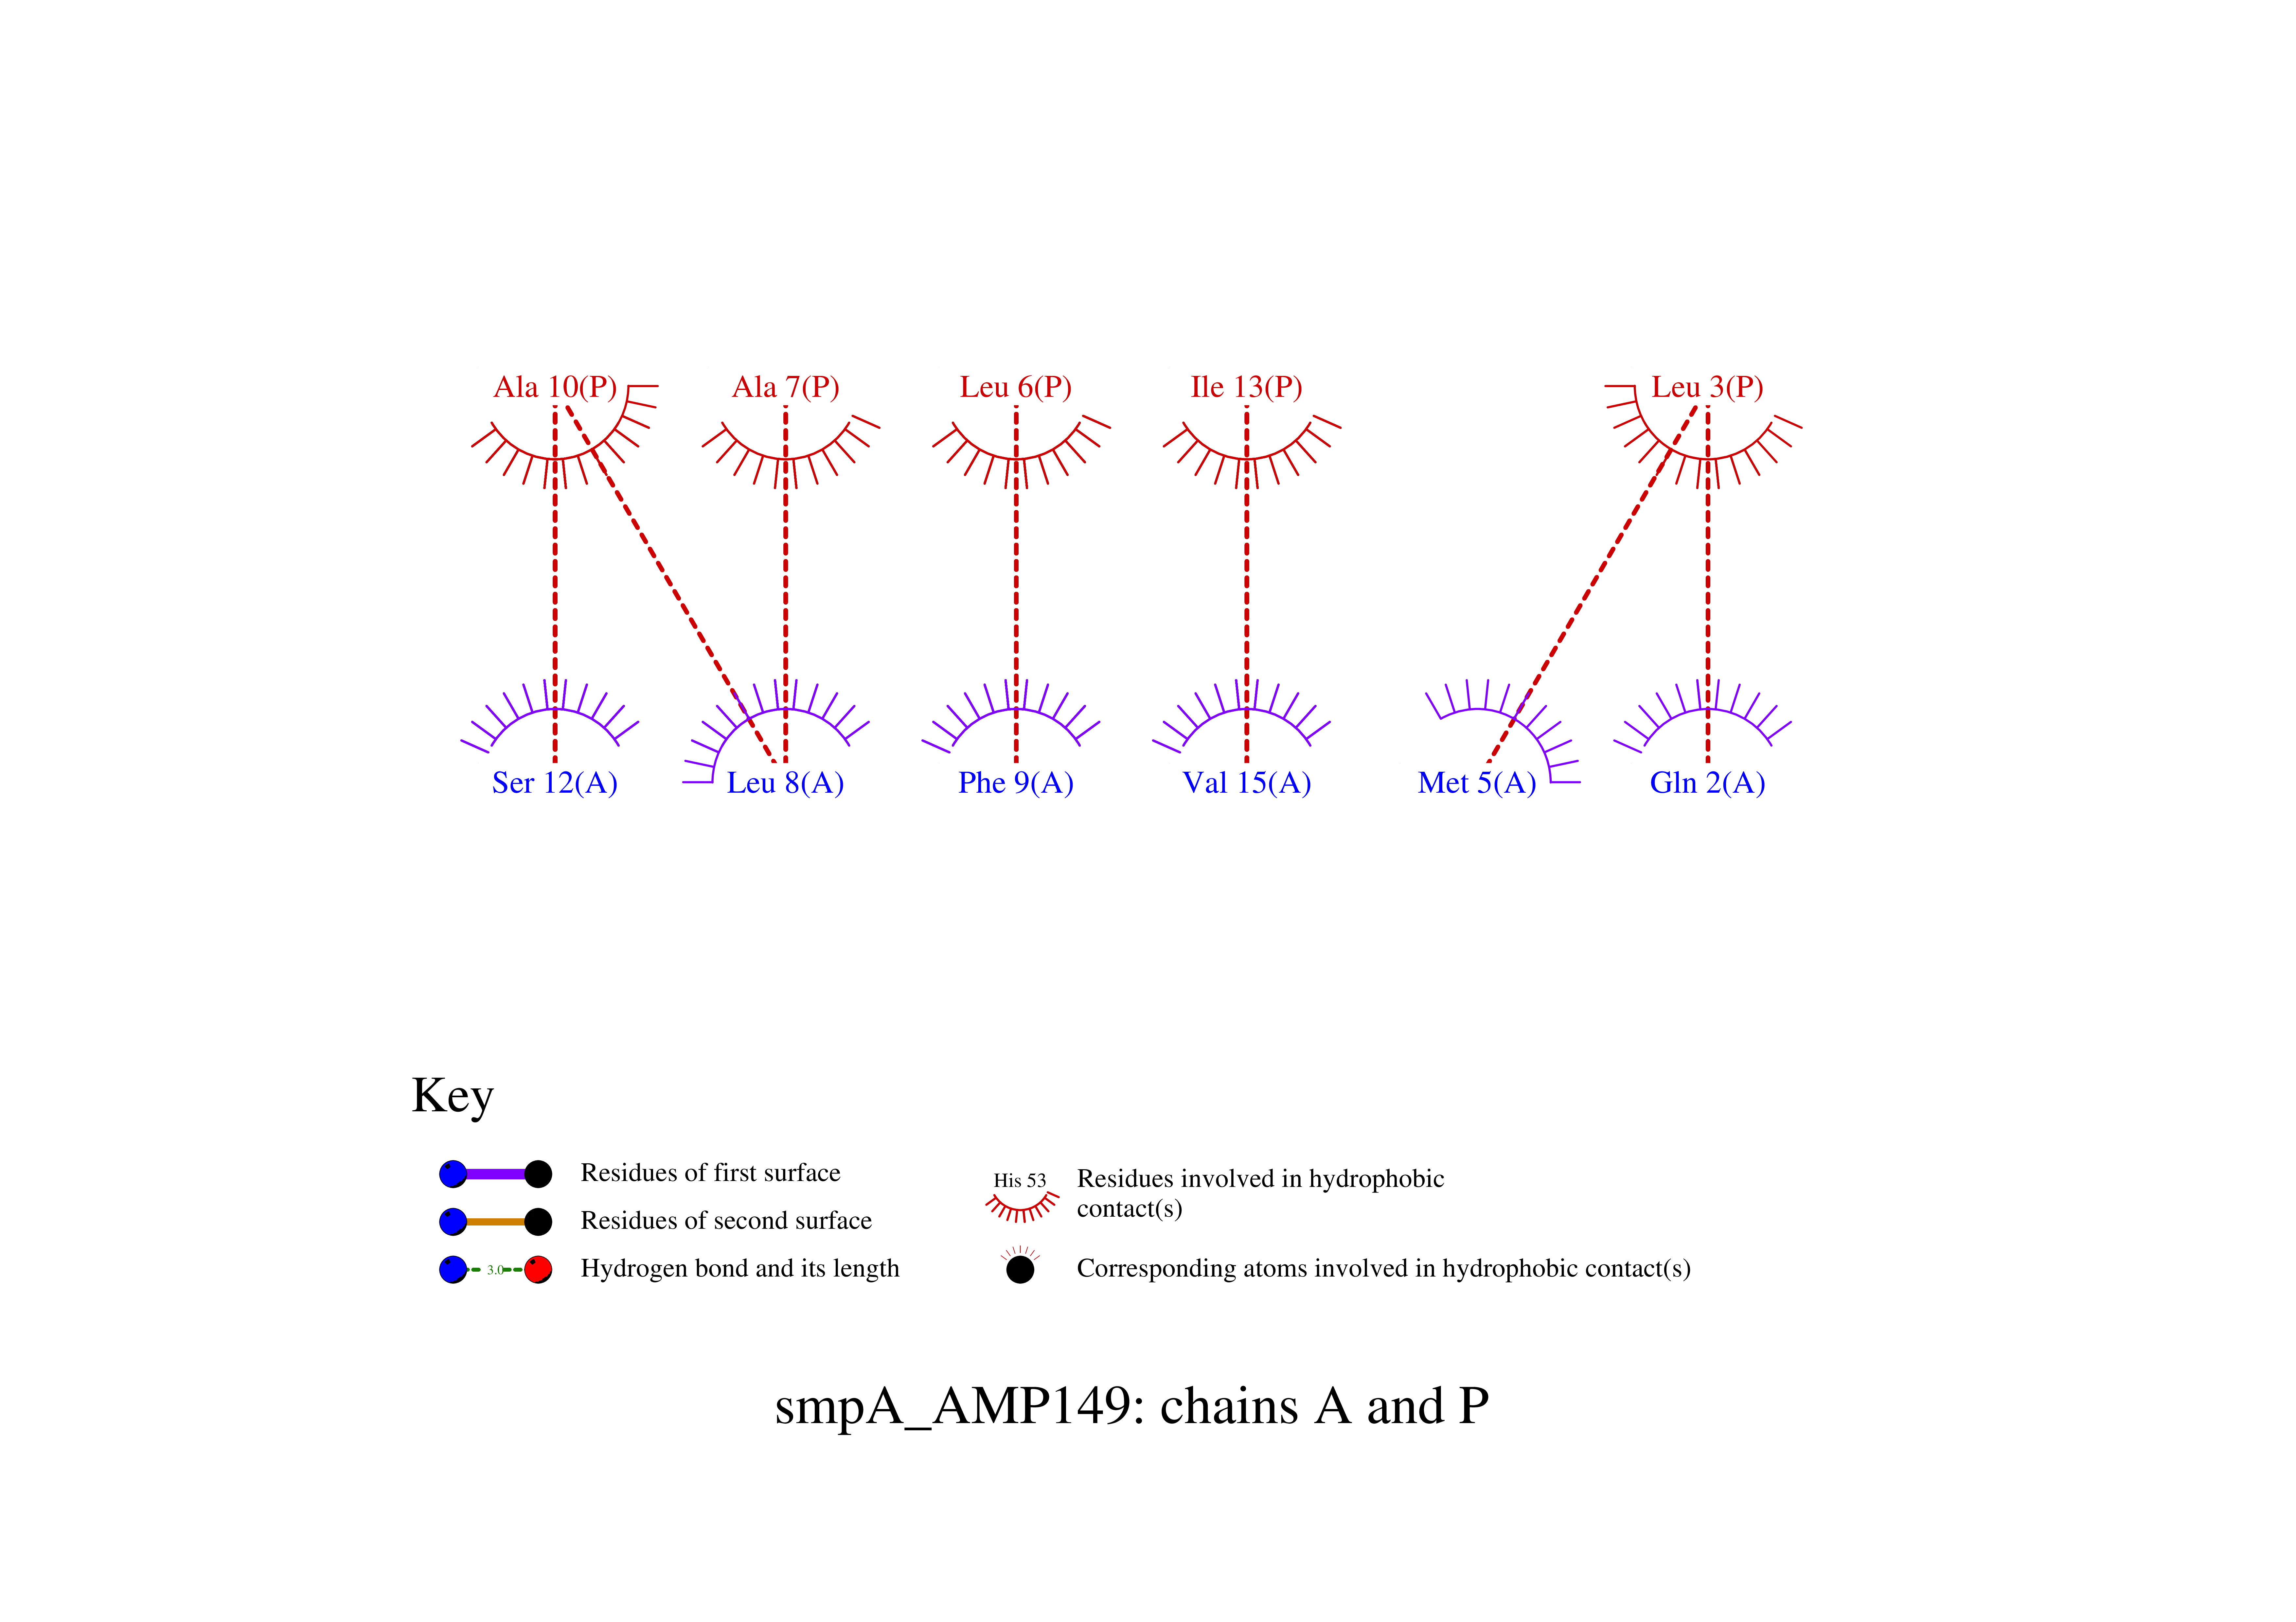 Ala 10(P) Ala 7(P) Leu 6(P) Ile 13(P) Leu 3(P)
Ser 12(A) Leu 8(A) Phe 9(A) Val 15(A) Met 5(A) Gln 2(A)
Key
Residues of first surface
Residues of second surface
3.0 Hydrogen bond and its length
His 53 Residues involved in hydrophobic
contact(s)
Corresponding atoms involved in hydrophobic contact(s)
smpA_AMP149: chains A and P